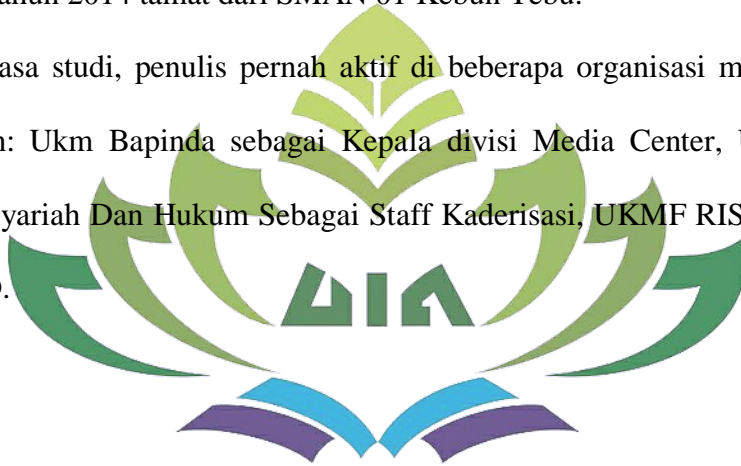 ahun 2014 tamat dari SMAN 01 Kebun Tebu.
asa studi, penulis pernah aktif di beberapa organisasi m
n: Ukm Bapinda sebagai Kepala divisi Media Center, U
yariah Dan Hukum Sebagai Staff Kaderisasi, UKMF RIS
UIN